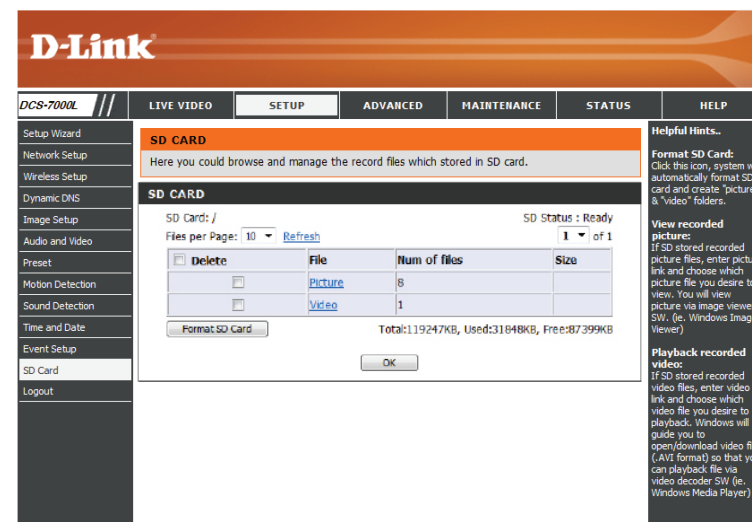 D-Link
DCS-7000L
LIVE VIDEO
SETUP
ADVANCED
MAINTENANCE
STATUS
HELP
Setup Wizard
Network Setup
Wireless Setup
Dynamic DNS
Image Setup
Audio and Video
Preset
Motion Detection
Sound Detection
Time and Date
Event Setup
SD Card
Logout
SD CARD
Here you could browse and manage the record files which stored in SD card.
SD CARD
SD Card: / SD Status : Ready
Files per Page: 10 Refresh 1 of 1
Delete File Num of files Size
Picture 8
Video 1
Format SD Card Total:119247KB, Used:31848KB, Free:87399KB
OK
Helpful Hints..
Format SD Card:
Click this icon, system
automatically format SD
card and create "picture
& "video" folders.
View recorded
picture:
If SD stored recorded
picture files, enter
link and choose which
picture file you desire
view. You will view
picture via image
SW. (ie. Windows
Viewer)
Playback recorded
video:
If SD stored recorded
video files, enter video
link and choose which
video file you desire to
playback. Windows will
guide you to
open/download video
(.AVI format) so that
can playback file via
video decoder SW (ie.
Windows Media Player)